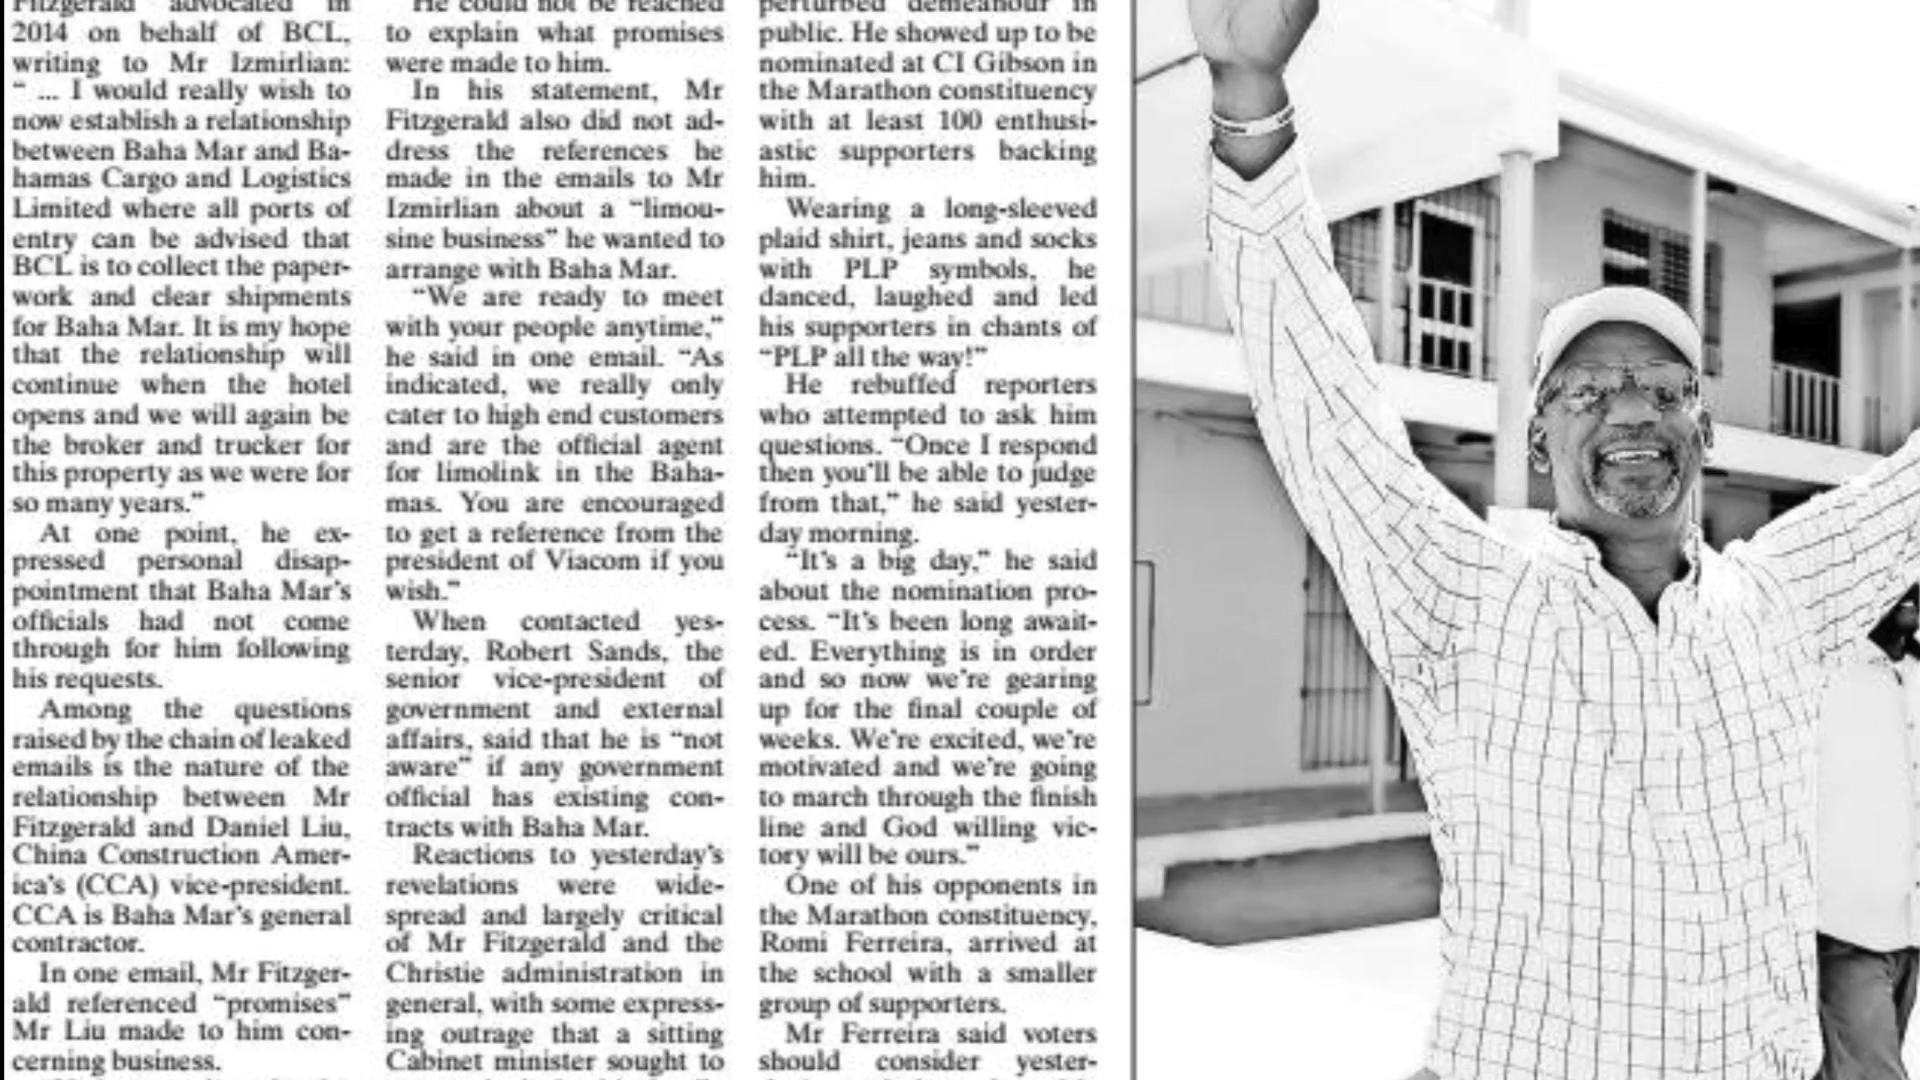 Fitzgerald advocated in
2014 on behalf of BCL,
writing to Mr Izmirlian:
“ ... I would really wish to
now establish a relationship
between Baha Mar and Ba-
hamas Cargo and Logistics
Limited where all ports of
entry can be advised that
BCL is to collect the paper-
work and clear shipments
for Baha Mar. It is my hope
that the relationship will
continue when the hotel
opens and we will again be
the broker and trucker for
this property as we were for
so many years.”
At one point, he ex-
pressed personal disap-
pointment that Baha Mar’s
officials had not come
through for him following
his requests.
Among the questions
raised by the chain of leaked
emails is the nature of the
relationship between Mr
Fitzgerald and Daniel Liu,
China Construction Amer-
ica’s (CCA) vice-president.
CCA is Baha Mar’s general
contractor.
In one email, Mr Fitzger-
ald referenced “promises”
Mr Liu made to him con-
cerning business.
He could not be reached
to explain what promises
were made to him.
In his statement, Mr
Fitzgerald also did not ad-
dress the references he
made in the emails to Mr
Izmirlian about a “limou-
sine business” he wanted to
arrange with Baha Mar.
“We are ready to meet
with your people anytime,”
he said in one email. “As
indicated, we really only
cater to high end customers
and are the official agent
for limolink in the Baha-
mas. You are encouraged
to get a reference from the
president of Viacom if you
wish.”
When contacted yes-
terday, Robert Sands, the
senior vice-president of
government and external
affairs, said that he is “not
aware” if any government
official has existing con-
tracts with Baha Mar.
Reactions to yesterday’s
revelations were wide-
spread and largely critical
of Mr Fitzgerald and the
Christie administration in
general, with some express-
ing outrage that a sitting
Cabinet minister sought to
perturbed demeanour in
public. He showed up to be
nominated at CI Gibson in
the Marathon constituency
with at least 100 enthusi-
astic supporters backing
him.
Wearing a long-sleeved
plaid shirt, jeans and socks
with PLP symbols, he
danced, laughed and led
his supporters in chants of
“PLP all the way!”
He rebuffed reporters
who attempted to ask him
questions. “Once I respond
then you’ll be able to judge
from that,” he said yester-
day morning.
“It’s a big day,” he said
about the nomination pro-
cess. “It’s been long await-
ed. Everything is in order
and so now we’re gearing
up for the final couple of
weeks. We’re excited, we’re
motivated and we’re going
to march through the finish
line and God willing vic-
tory will be ours.”
One of his opponents in
the Marathon constituency,
Romi Ferreira, arrived at
the school with a smaller
group of supporters.
Mr Ferreira said voters
should consider yester-